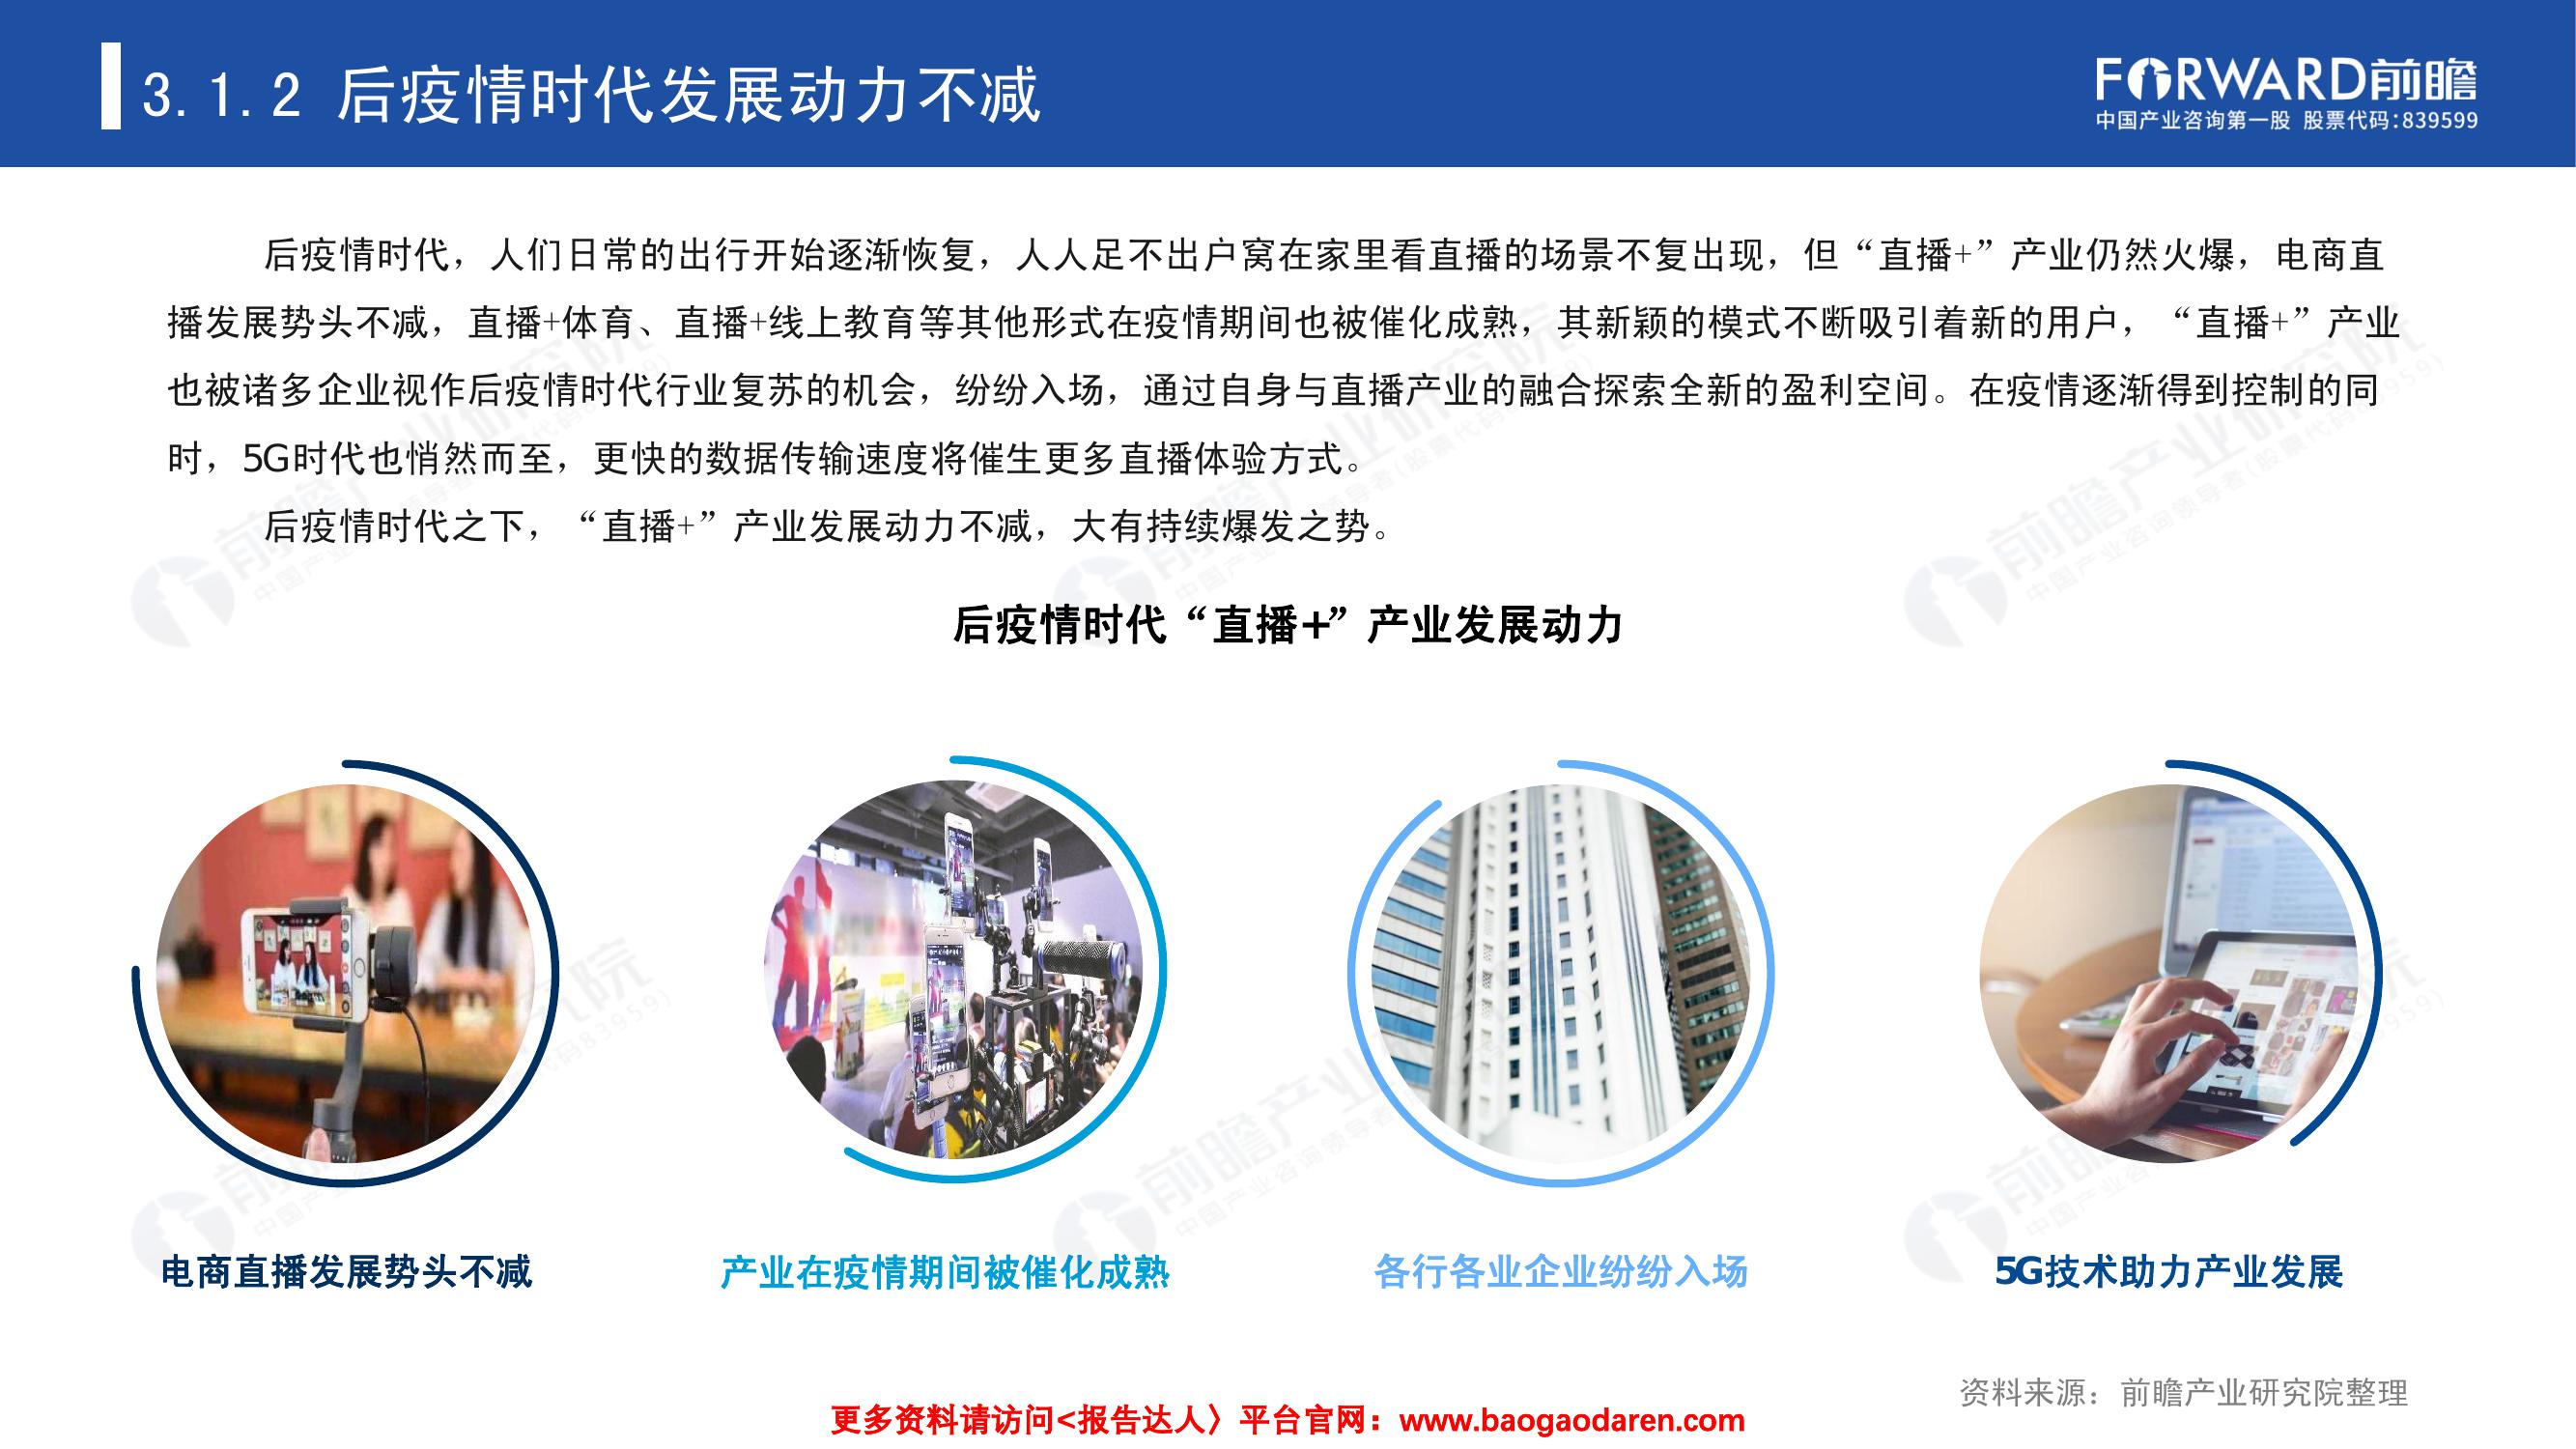 3.1.2 后疫情时代发展动力不减
FORWARD前瞻
中国产业咨询第一股 股票代码:839599
后疫情时代，人们日常的出行开始逐渐恢复，人人足不出户窝在家里看直播的场景不复出现，但“直播+”产业仍然火爆，电商直
播发展势头不减，直播+体育、直播+线上教育等其他形式在疫情期间也被催化成熟，其新颖的模式不断吸引着新的用户，“直播+”产业
也被诸多企业视作后疫情时代行业复苏的机会，纷纷入场，通过自身与直播产业的融合探索全新的盈利空间。在疫情逐渐得到控制的同
时，5G时代也悄然而至，更快的数据传输速度将催生更多直播体验方式。
后疫情时代之下，“直播+”产业发展动力不减，大有持续爆发之势。
后疫情时代“直播+”产业发展动力
电商直播发展势头不减
产业在疫情期间被催化成熟
各行各业企业纷纷入场
5G技术助力产业发展
资料来源：前瞻产业研究院整理
更多资料请访问<报告达人〉平台官网：www.baogaodaren.com